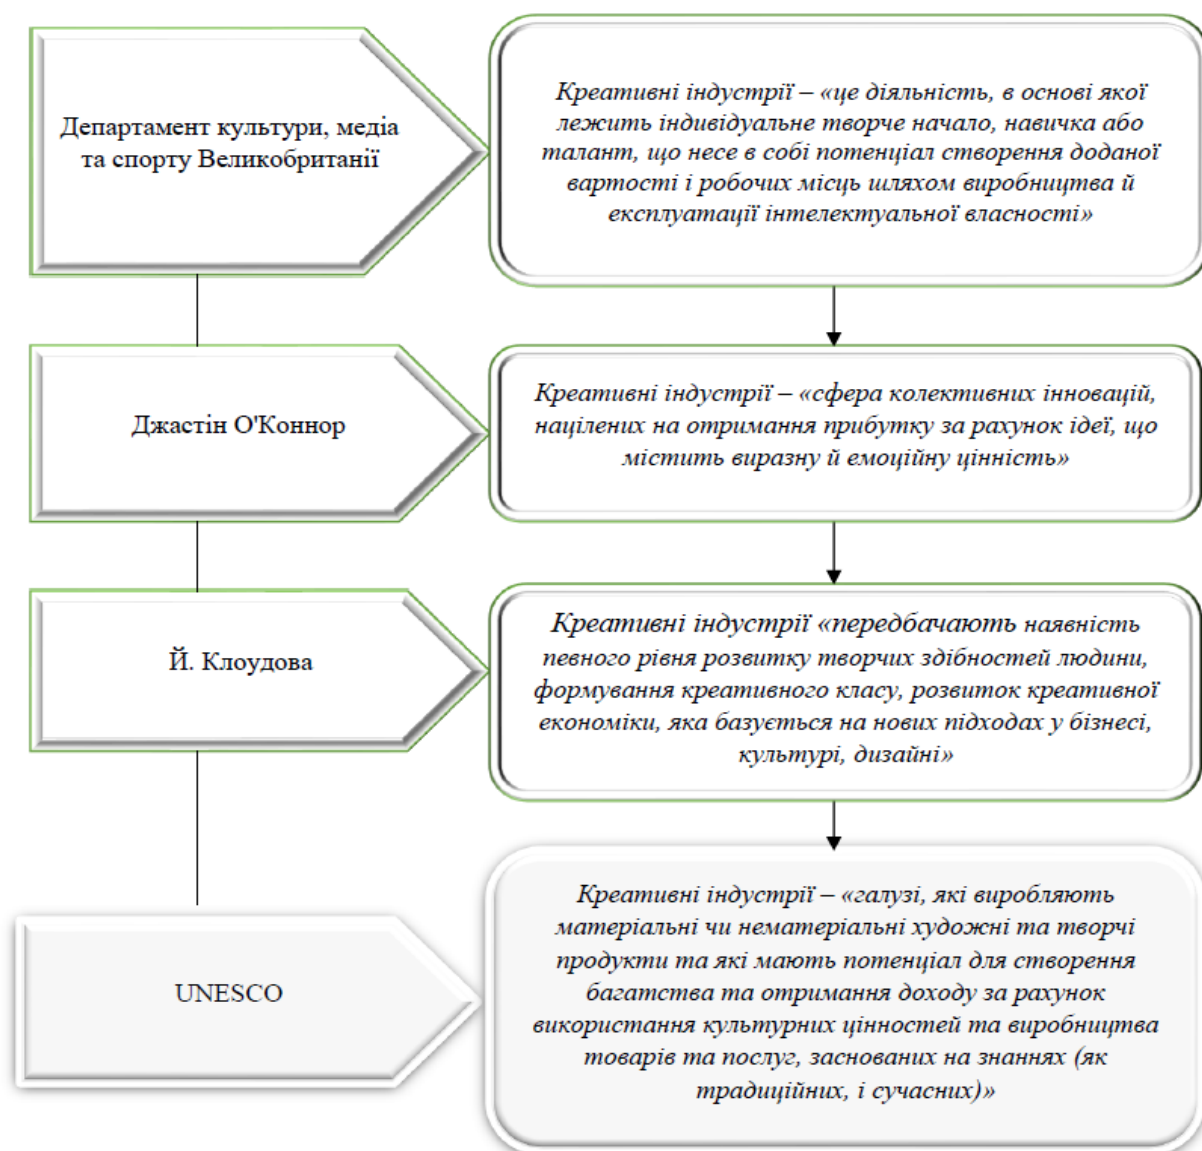 Департамент культури, медіа
та спорту Великобританії
Креативні індустрії – «це діяльність, в основі якої
лежить індивідуальне творче начало, навичка або
талант, що несе в собі потенціал створення доданої
вартості і робочих місць шляхом виробництва й
експлуатації інтелектуальної власності»
Джастін О'Коннор
Креативні індустрії – «сфера колективних інновацій,
націлених на отримання прибутку за рахунок ідеї, що
містить виразну й емоційну цінність»
Й. Клоудова
Креативні індустрії «передбачають наявність
певного рівня розвитку творчих здібностей людини,
формування креативного класу, розвиток креативної
економіки, яка базується на нових підходах у бізнесі,
культурі, дизайні»
UNESCO
Креативні індустрії – «галузі, які виробляють
матеріальні чи нематеріальні художні та творчі
продукти та які мають потенціал для створення
багатства та отримання доходу за рахунок
використання культурних цінностей та виробництва
товарів та послуг, заснованих на знаннях (як
традиційних, і сучасних)»